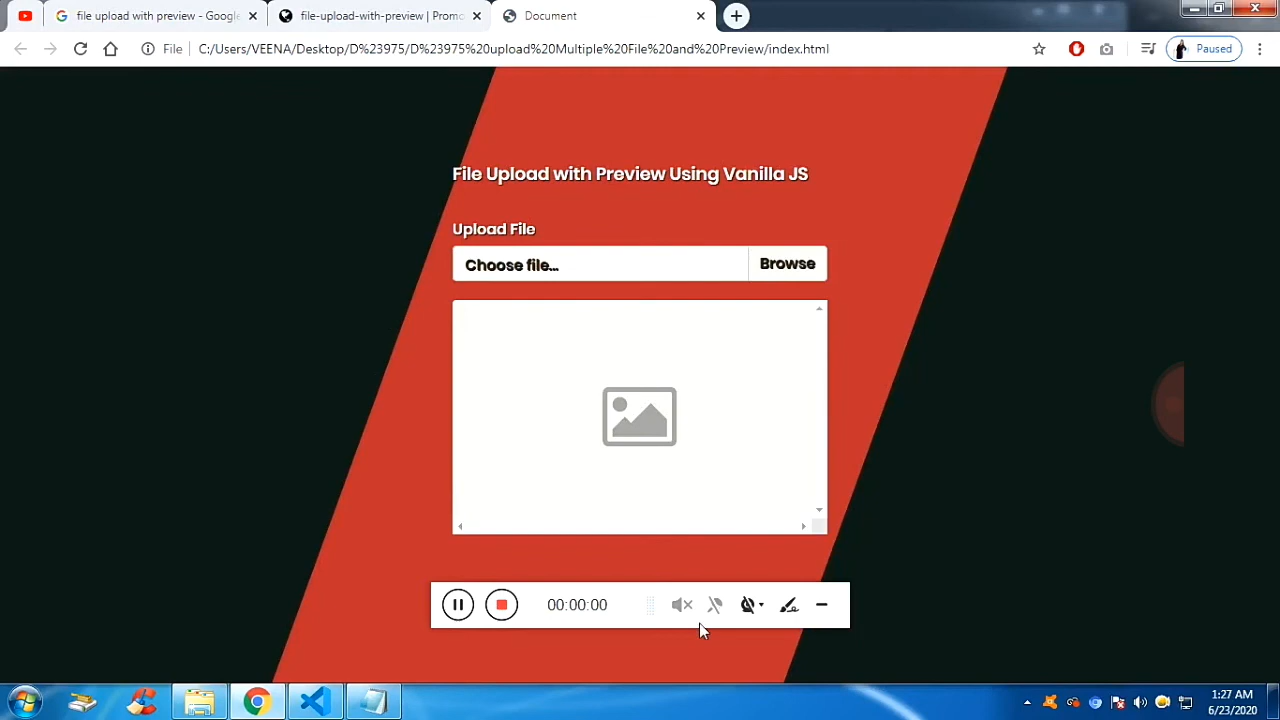 file upload with preview - Google
file-upload-with-preview | Promo
Document
File
C:/Users/VEENA/Desktop/D%23975/D%23975%20upload%20Multiple%20File%20and%20Preview/index.html
Paused
File Upload with Preview Using Vanilla JS
Upload File
Choose file...
Browse
00:00:00
1:27 AM
6/23/2020